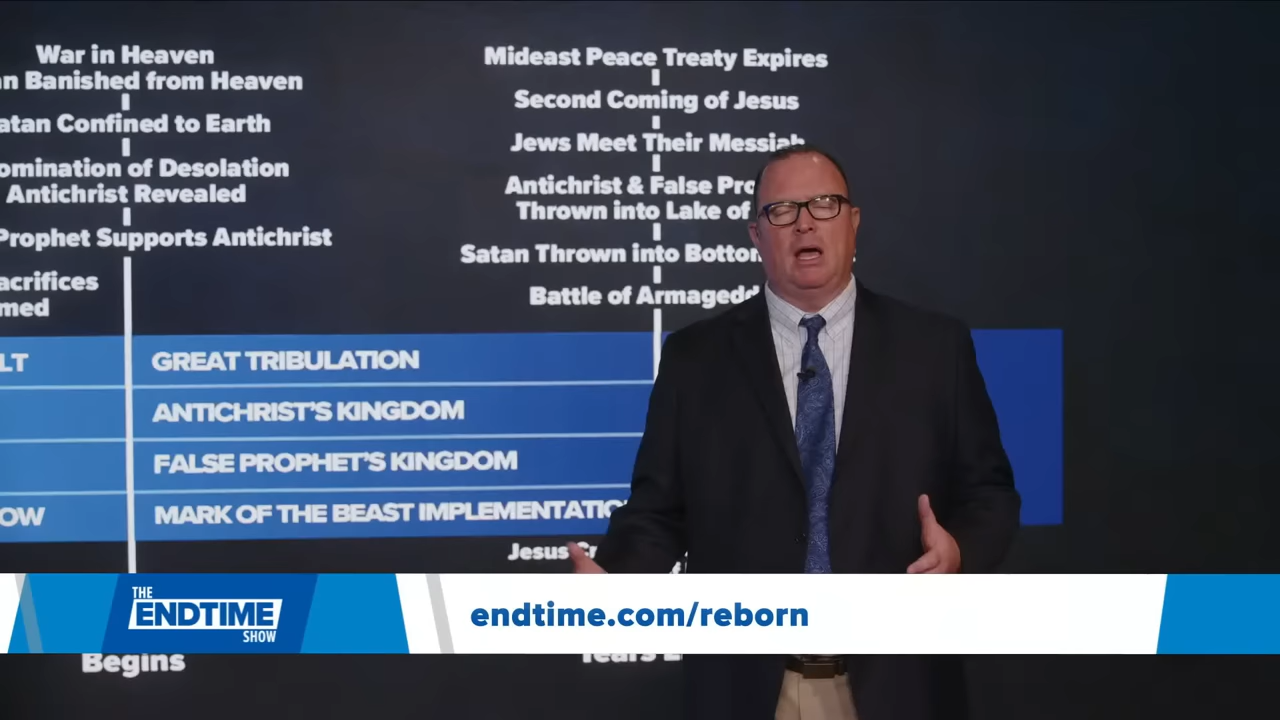 War in Heaven
an Banished from Heaven
atan Confined to Earth
omination of Desolation
Antichrist Revealed
Prophet Supports Antichrist
acrifices
med
Mideast Peace Treaty Expires
Second Coming of Jesus
Jews Meet Their Messiah
Antichrist & False Pro
Thrown into Lake of
Satan Thrown into Bottom
Battle of Armagedd
LT
GREAT TRIBULATION
ANTICHRIST'S KINGDOM
FALSE PROPHET'S KINGDOM
OW
MARK OF THE BEAST IMPLEMENTATIO
Jesus
THE
ENDTIME
SHOW
endtime.com/reborn
Begins
Years